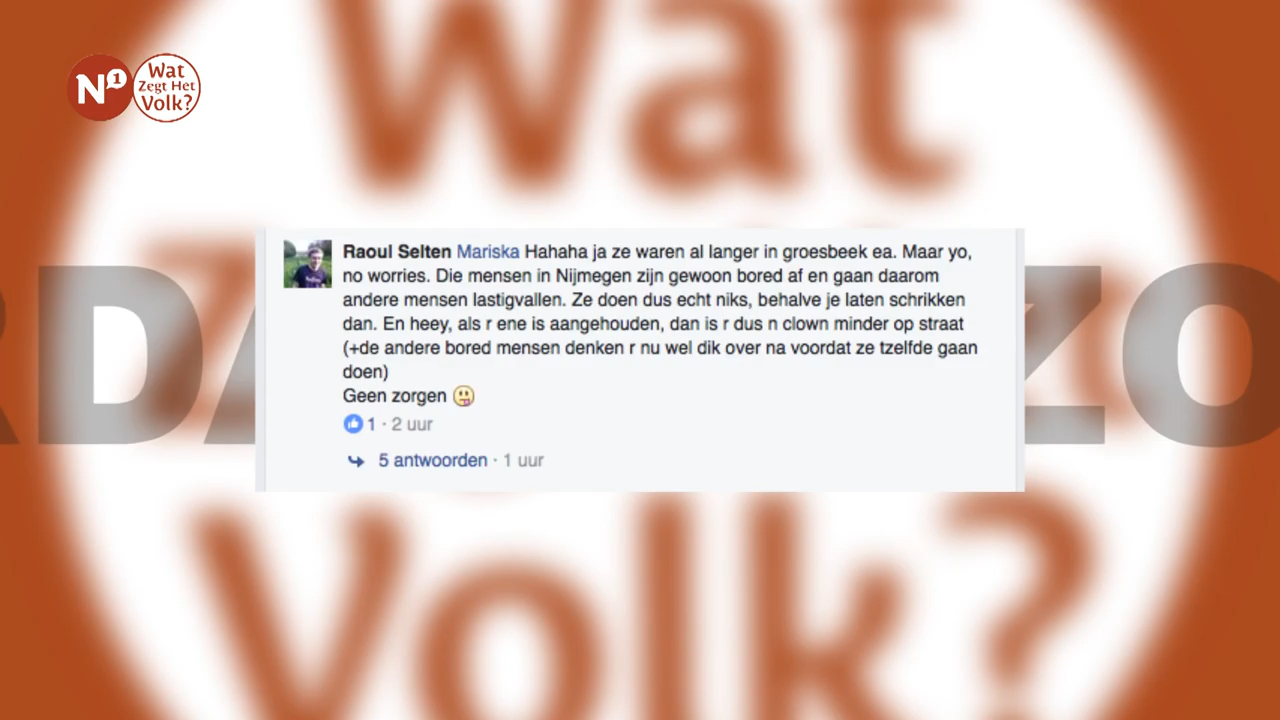 N1
Wat
Zegt Het
Volk?
Wat
RDA
ZO
Raoul Selten Mariska Hahaha ja ze waren al langer in groesbeek ea. Maar yo,
no worries. Die mensen in Nijmegen zijn gewoon bored af en gaan daarom
andere mensen lastigvallen. Ze doen dus echt niks, behalve je laten schrikken
dan. En heey, als r ene is aangehouden, dan is r dus n clown minder op straat
(+de andere bored mensen denken r nu wel dik over na voordat ze tzelfde gaan
doen)
Geen zorgen 😛
1 · 2 uur
5 antwoorden · 1 uur
Volk?